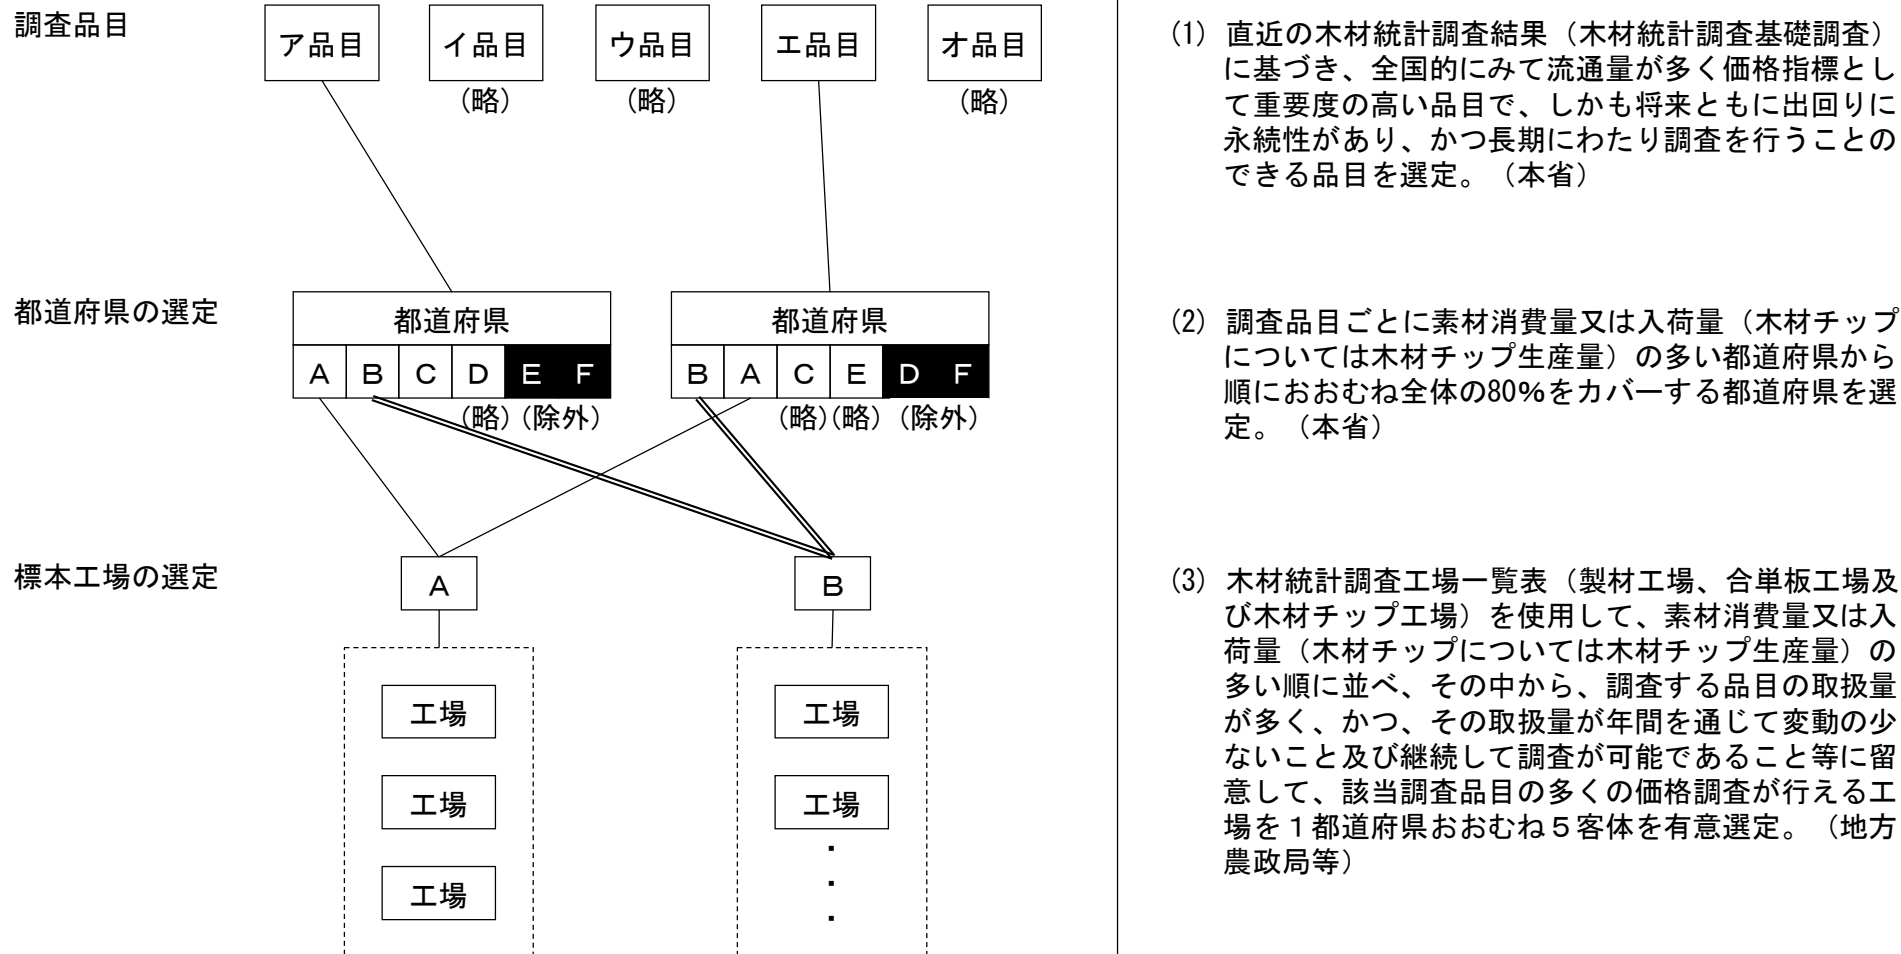 調査品目
ア品目 イ品目 ウ品目 エ品目 オ品目
(略) (略) (略)
(1) 直近の木材統計調査結果（木材統計調査基礎調査）
に基づき、全国的にみて流通量が多く価格指標とし
て重要度の高い品目で、しかも将来ともに出回りに
永続性があり、かつ長期にわたり調査を行うことの
できる品目を選定。（本省）
都道府県の選定
都道府県 都道府県
A B C D E F B A C E D F
(略) (除外) (略) (略) (除外)
(2) 調査品目ごとに素材消費量又は入荷量（木材チップ
については木材チップ生産量）の多い都道府県から
順におおむね全体の80%をカバーする都道府県を選
定。（本省）
標本工場の選定
A B
工場 工場
工場 工場
工場
・
・
・
(3) 木材統計調査工場一覧表（製材工場、合単板工場及
び木材チップ工場）を使用して、素材消費量又は入
荷量（木材チップについては木材チップ生産量）の
多い順に並べ、その中から、調査する品目の取扱量
が多く、かつ、その取扱量が年間を通じて変動の少
ないこと及び継続して調査が可能であること等に留
意して、該当調査品目の多くの価格調査が行える工
場を１都道府県おおむね５客体を有意選定。（地方
農政局等）